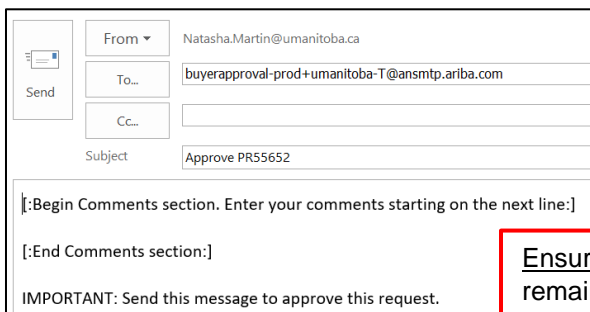 From
Natasha.Martin@umanitoba.ca
Send
To...
buyerapproval-prod+umanitoba-T@ansmtp.ariba.com
Cc...
Subject
Approve PR55652
[:Begin Comments section. Enter your comments starting on the next line:]
[:End Comments section:]
IMPORTANT: Send this message to approve this request.